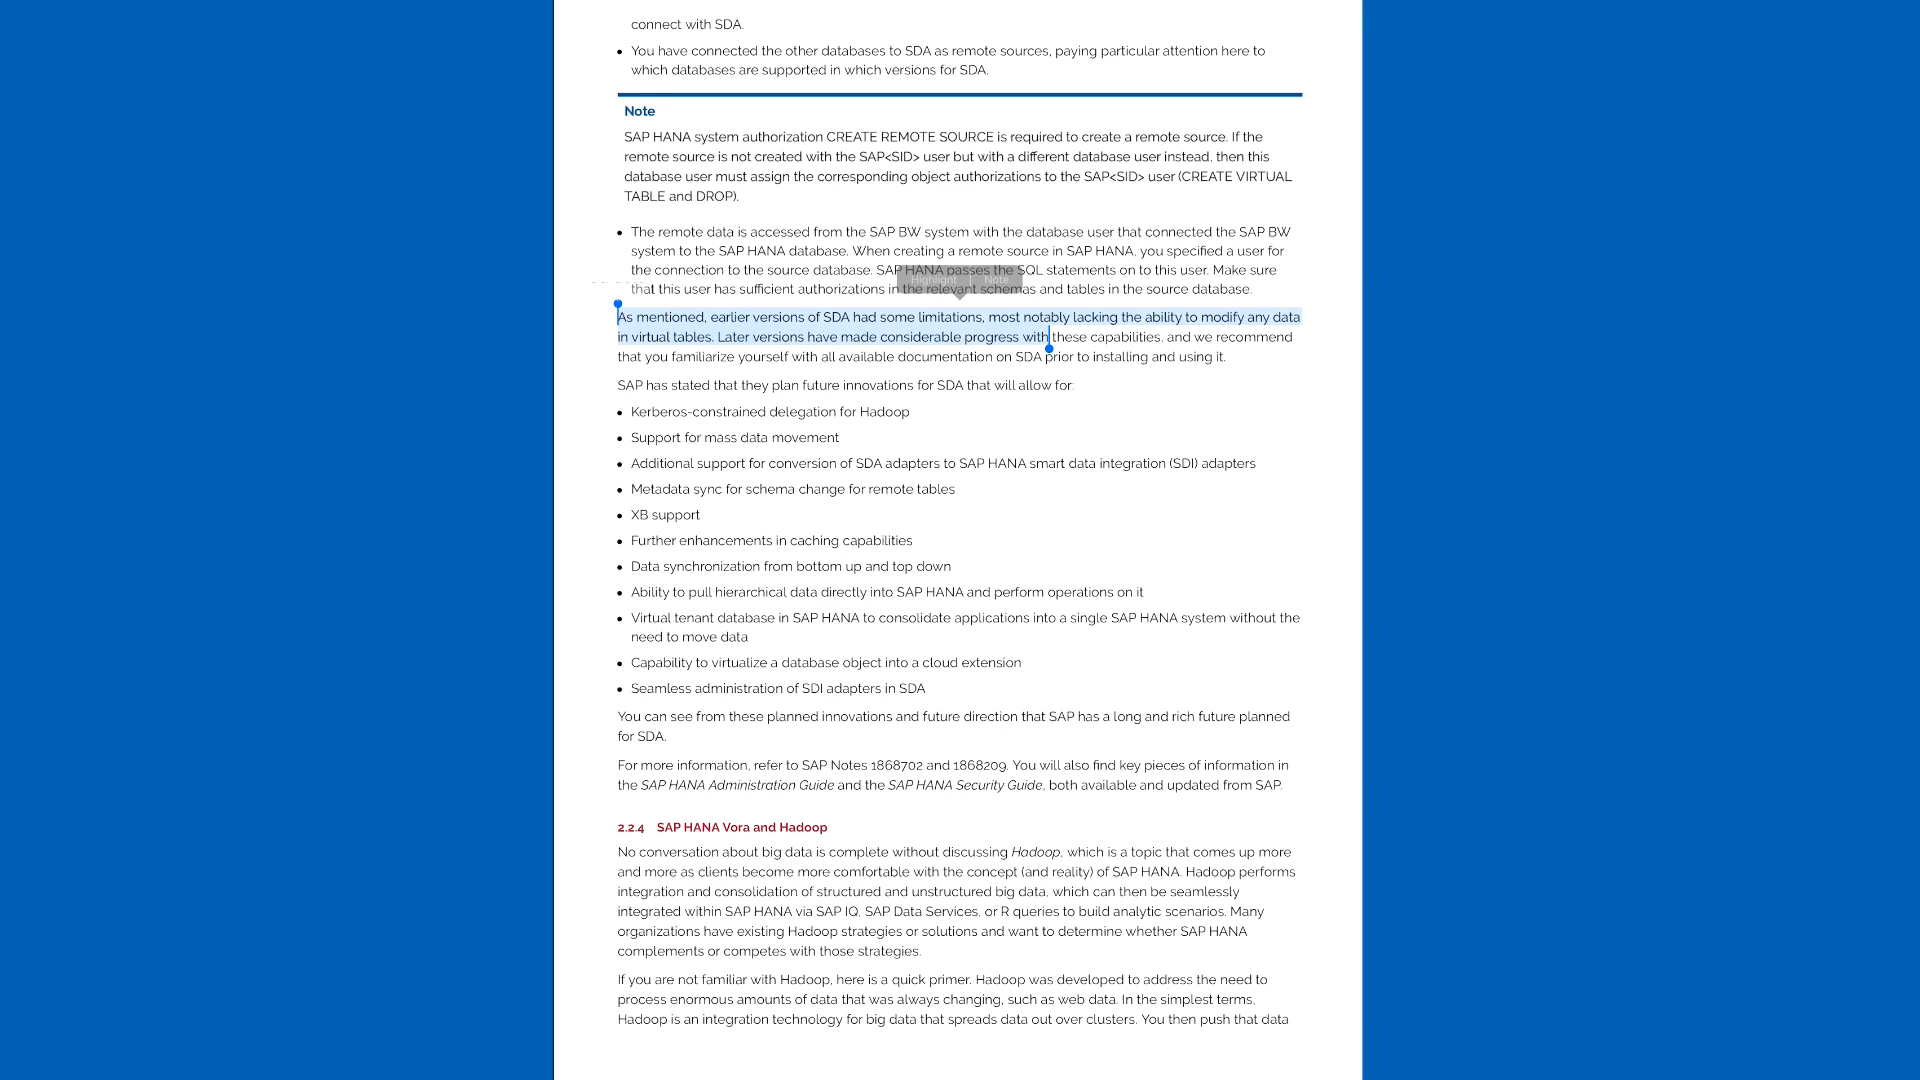 connect with SDA.
• You have connected the other databases to SDA as remote sources, paying particular attention here to
which databases are supported in which versions for SDA.
Note
SAP HANA system authorization CREATE REMOTE SOURCE is required to create a remote source. If the
remote source is not created with the SAP<SID> user but with a different database user instead, then this
database user must assign the corresponding object authorizations to the SAP<SID> user (CREATE VIRTUAL
TABLE and DROP).
• The remote data is accessed from the SAP BW system with the database user that connected the SAP BW
system to the SAP HANA database. When creating a remote source in SAP HANA, you specified a user for
the connection to the source database. SAP HANA passes the SQL statements on to this user. Make sure
Highlight Note
that this user has sufficient authorizations in the relevant schemas and tables in the source database.
As mentioned, earlier versions of SDA had some limitations, most notably lacking the ability to modify any data
in virtual tables. Later versions have made considerable progress with these capabilities, and we recommend
that you familiarize yourself with all available documentation on SDA prior to installing and using it.
SAP has stated that they plan future innovations for SDA that will allow for:
• Kerberos-constrained delegation for Hadoop
• Support for mass data movement
• Additional support for conversion of SDA adapters to SAP HANA smart data integration (SDI) adapters
• Metadata sync for schema change for remote tables
• XB support
• Further enhancements in caching capabilities
• Data synchronization from bottom up and top down
• Ability to pull hierarchical data directly into SAP HANA and perform operations on it
• Virtual tenant database in SAP HANA to consolidate applications into a single SAP HANA system without the
need to move data
• Capability to virtualize a database object into a cloud extension
• Seamless administration of SDI adapters in SDA
You can see from these planned innovations and future direction that SAP has a long and rich future planned
for SDA.
For more information, refer to SAP Notes 1868702 and 1868209. You will also find key pieces of information in
the SAP HANA Administration Guide and the SAP HANA Security Guide, both available and updated from SAP.
2.2.4 SAP HANA Vora and Hadoop
No conversation about big data is complete without discussing Hadoop, which is a topic that comes up more
and more as clients become more comfortable with the concept (and reality) of SAP HANA. Hadoop performs
integration and consolidation of structured and unstructured big data, which can then be seamlessly
integrated within SAP HANA via SAP IQ, SAP Data Services, or R queries to build analytic scenarios. Many
organizations have existing Hadoop strategies or solutions and want to determine whether SAP HANA
complements or competes with those strategies.
If you are not familiar with Hadoop, here is a quick primer. Hadoop was developed to address the need to
process enormous amounts of data that was always changing, such as web data. In the simplest terms,
Hadoop is an integration technology for big data that spreads data out over clusters. You then push that data